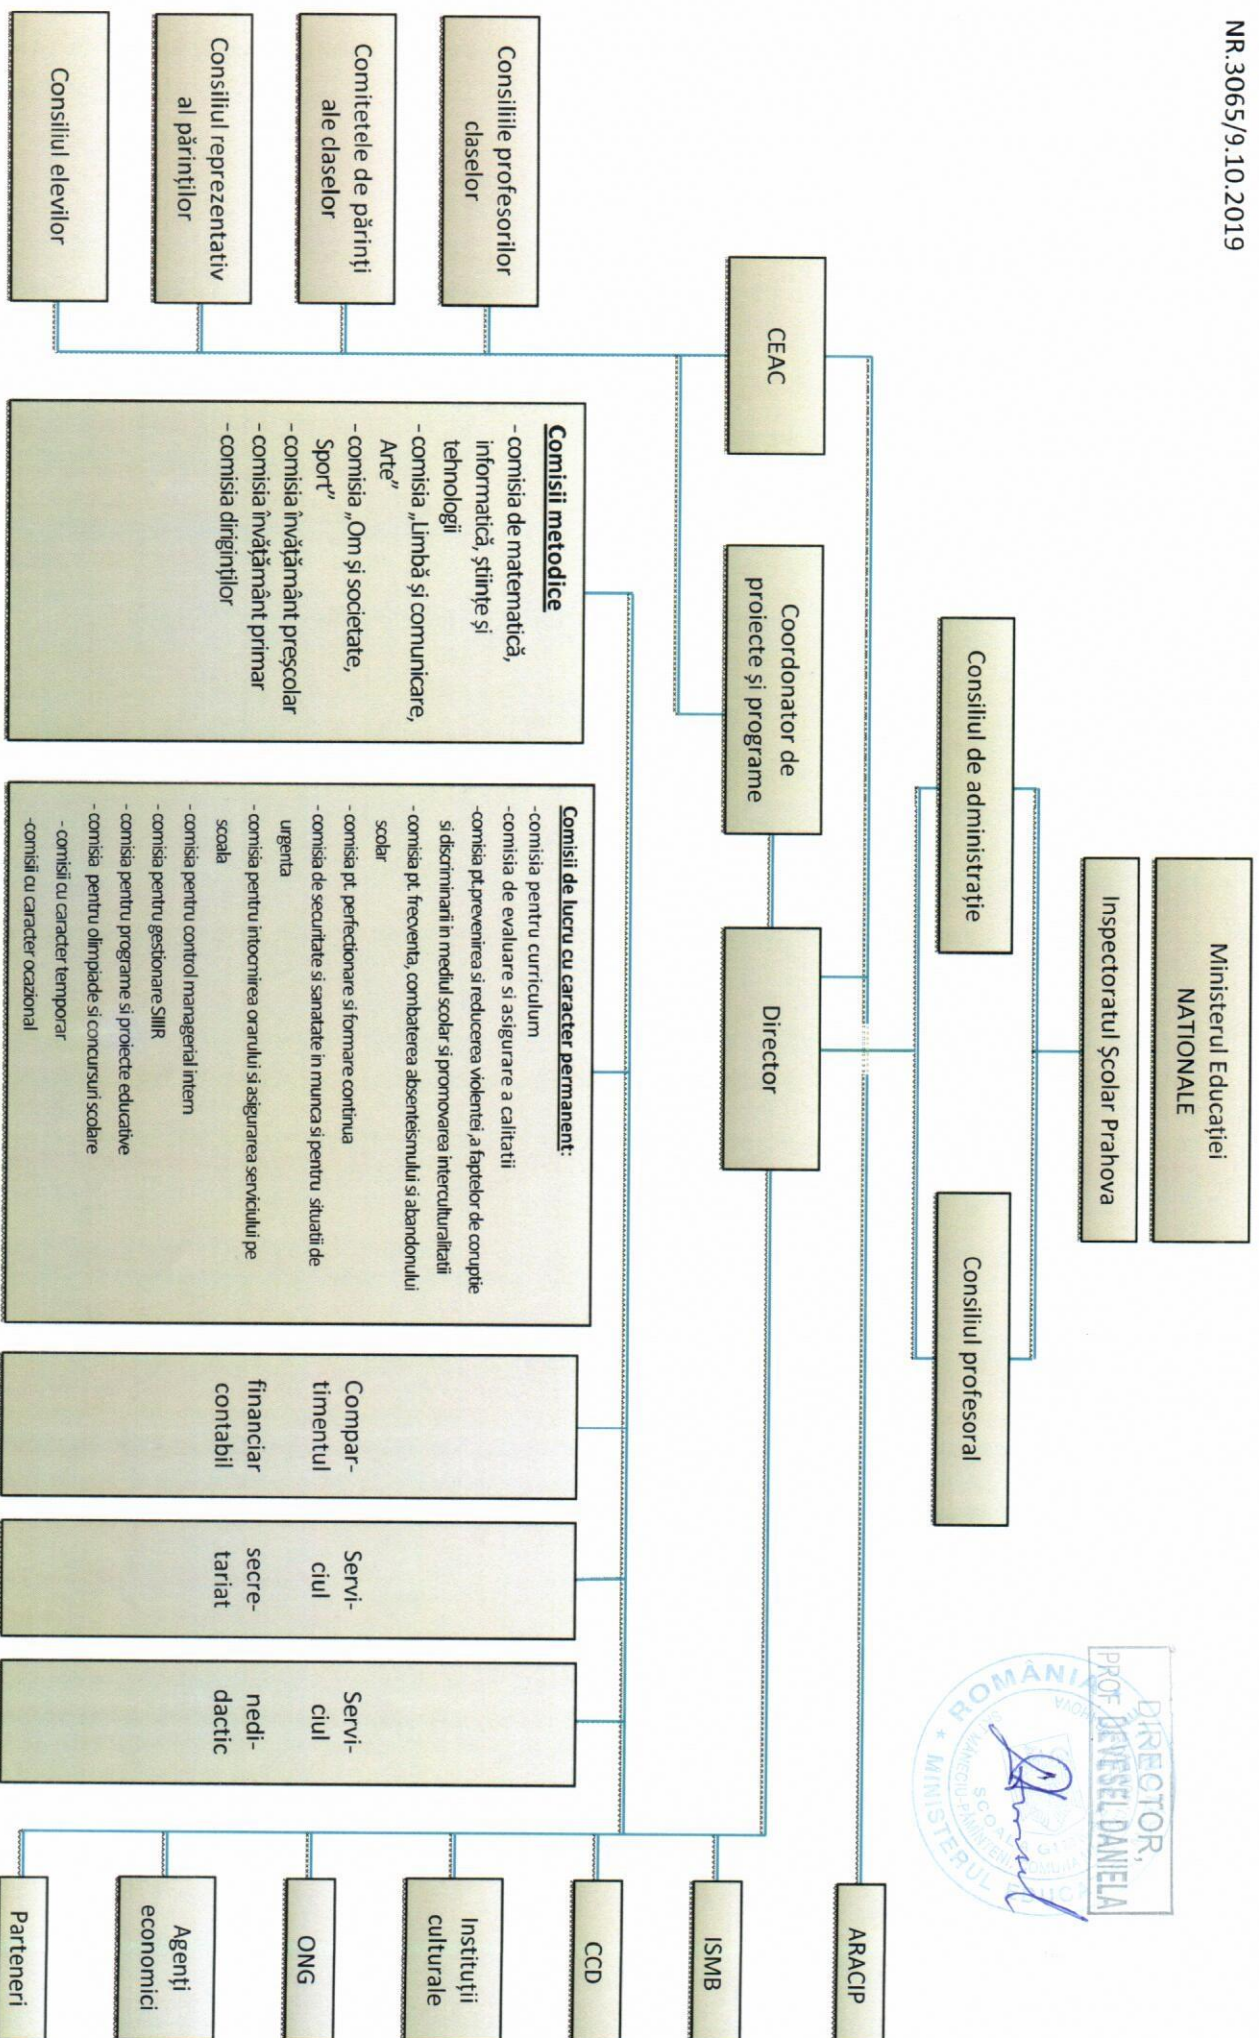 NR.3065/9.10.2019
Ministerul Educației
NATIONALE
Inspectoratul Școlar Prahova
Consiliul de administrație
Consiliul profesoral
DIRECTOR,
PROF. DEVESEL DANIELA
ROMÂNIA
MINISTERUL
CEAC
Coordonator de
proiecte și programe
Director
ARACIP
ISMB
CCD
Instituții
culturale
ONG
Agenți
economici
Parteneri
Consiliile profesorilor
claselor
Comitetele de părinți
ale claselor
Consiliul reprezentativ
al părinților
Consiliul elevilor
Comisii metodice
- comisia de matematică,
informatică, științe și
tehnologii
- comisia „Limbă și comunicare,
Arte”
- comisia „Om și societate,
Sport”
- comisia învățământ preșcolar
- comisia învățământ primar
- comisia diriginților
Comisii de lucru cu caracter permanent:
-comisia pentru curriculum
-comisia de evaluare si asigurare a calitatii
-comisia pt.prevenirea si reducerea violentei ,a faptelor de coruptie
si discriminarii in mediul scolar si promovarea interculturalitatii
- comisia pt. frecventa, combaterea absenteismului si abandonului
scolar
- comisia pt. perfectionare si formare continua
- comisia de securitate si sanatate in munca si pentru situatii de
urgenta
- comisia pentru intocmirea orarului si asigurarea serviciului pe
scoala
- comisia pentru control managerial intern
- comisia pentru gestionare SIIIR
- comisia pentru programe si proiecte educative
- comisia pentru olimpiade si concursuri scolare
- comisii cu caracter temporar
-comisii cu caracter ocazional
Compar-
timentul
financiar
contabil
Servi-
ciul
secre-
tariat
Servi-
ciul
nedi-
dactic